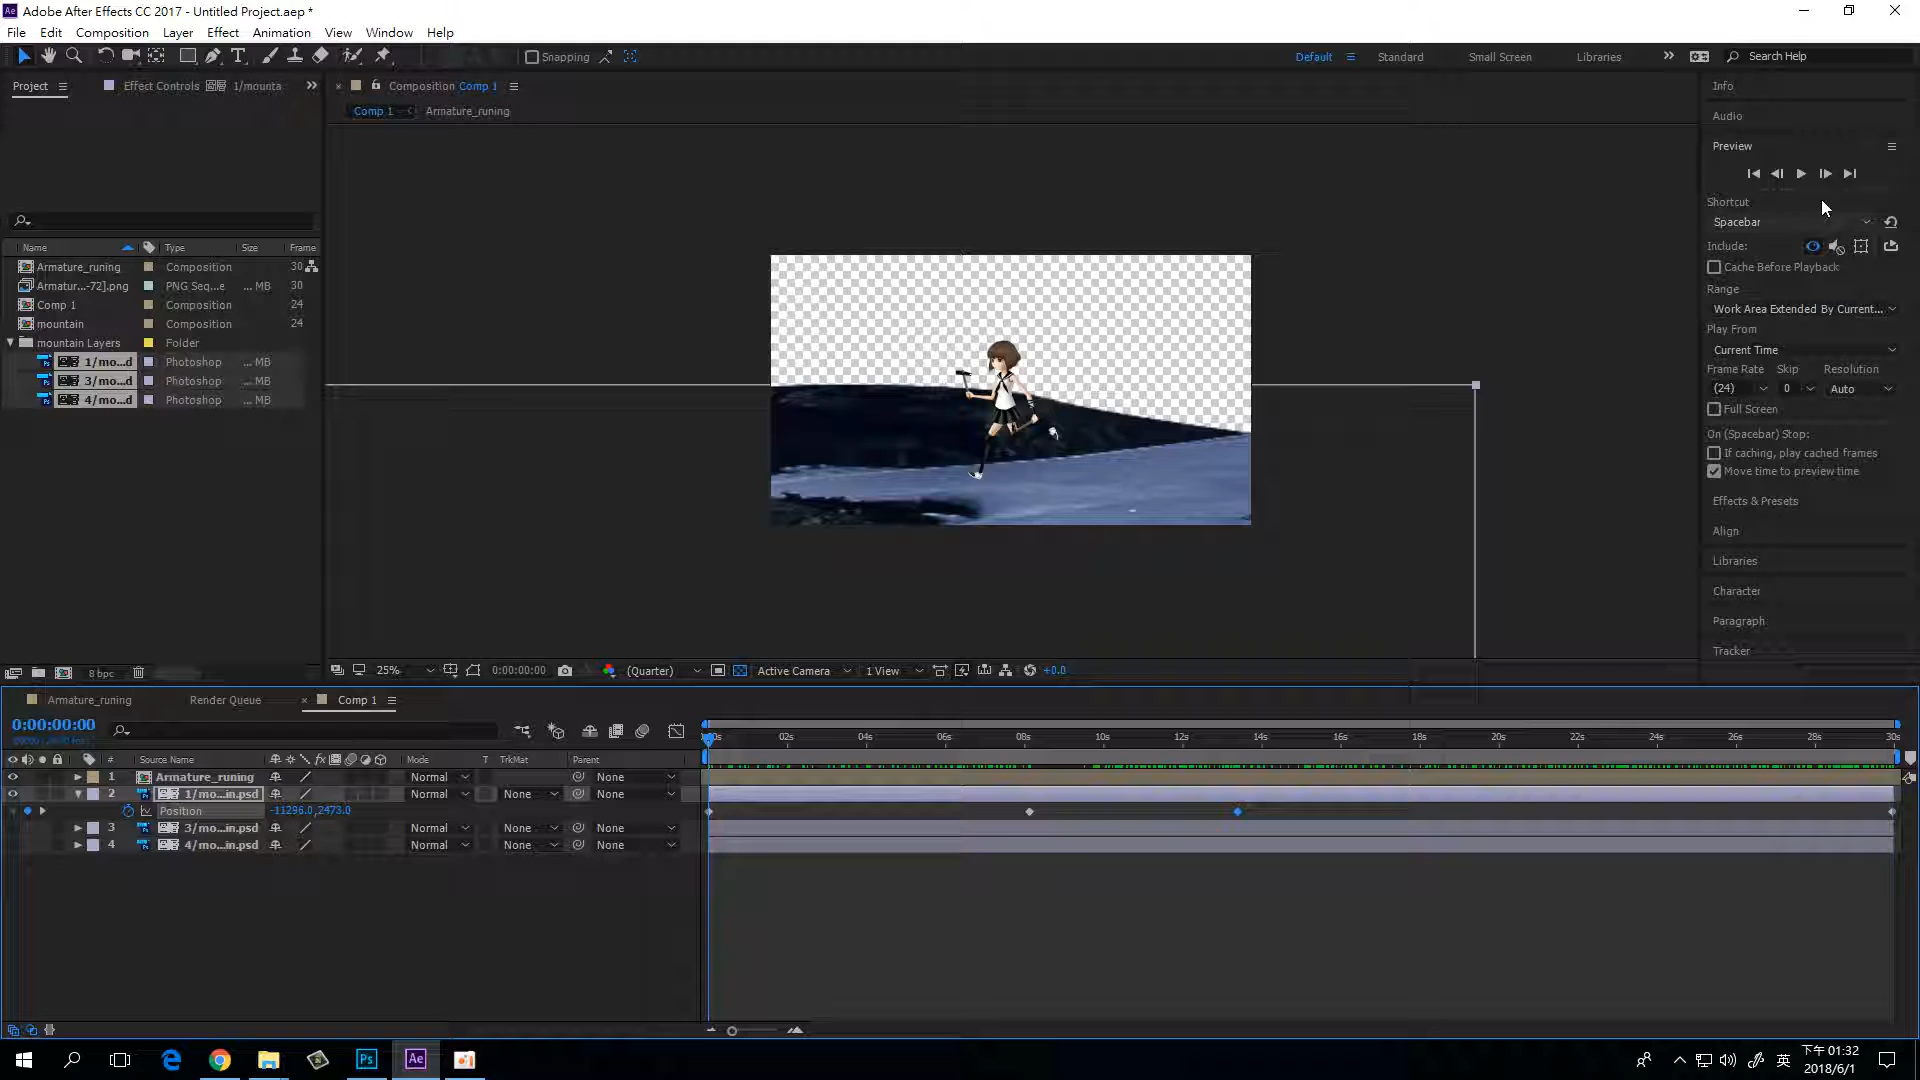 Adobe After Effects CC 2017 - Untitled Project.aep *
File Edit Composition Layer Effect Animation View Window Help
Snapping
Default Standard Small Screen Libraries Search Help
Project Effect Controls 1/mounta
Composition Comp 1
Comp 1 Armature_runing
Info
Audio
Preview
Shortcut
Spacebar
Include:
Cache Before Playback
Range
Work Area Extended By Current...
Play From
Current Time
Frame Rate Skip Resolution
(24) 0 Auto
Full Screen
On (Spacebar) Stop:
If caching, play cached frames
Move time to preview time
Effects & Presets
Align
Libraries
Character
Paragraph
Tracker
Name Type Size Frame
Armature_runing Composition 30
Armatur...-72].png PNG Seq...e ... MB 30
Comp 1 Composition 24
mountain Composition 24
mountain Layers Folder
1/mo...d Photoshop ... MB
3/mo...d Photoshop ... MB
4/mo...d Photoshop ... MB
8 bpc
25% 0:00:00:00 (Quarter) Active Camera 1 View +0.0
Armature_runing Render Queue Comp 1
0:00:00:00
02s 04s 06s 08s 10s 12s 14s 16s 18s 20s 22s 24s 26s 28s 30s
# Source Name Mode T TrkMat Parent
1 Armature_runing Normal None
2 1/mo...in.psd Normal None None
Position -11296.0,2473.0
3 3/mo...in.psd Normal None None
4 4/mo...in.psd Normal None None
Ps Ae 英 下午 01:32
2018/6/1